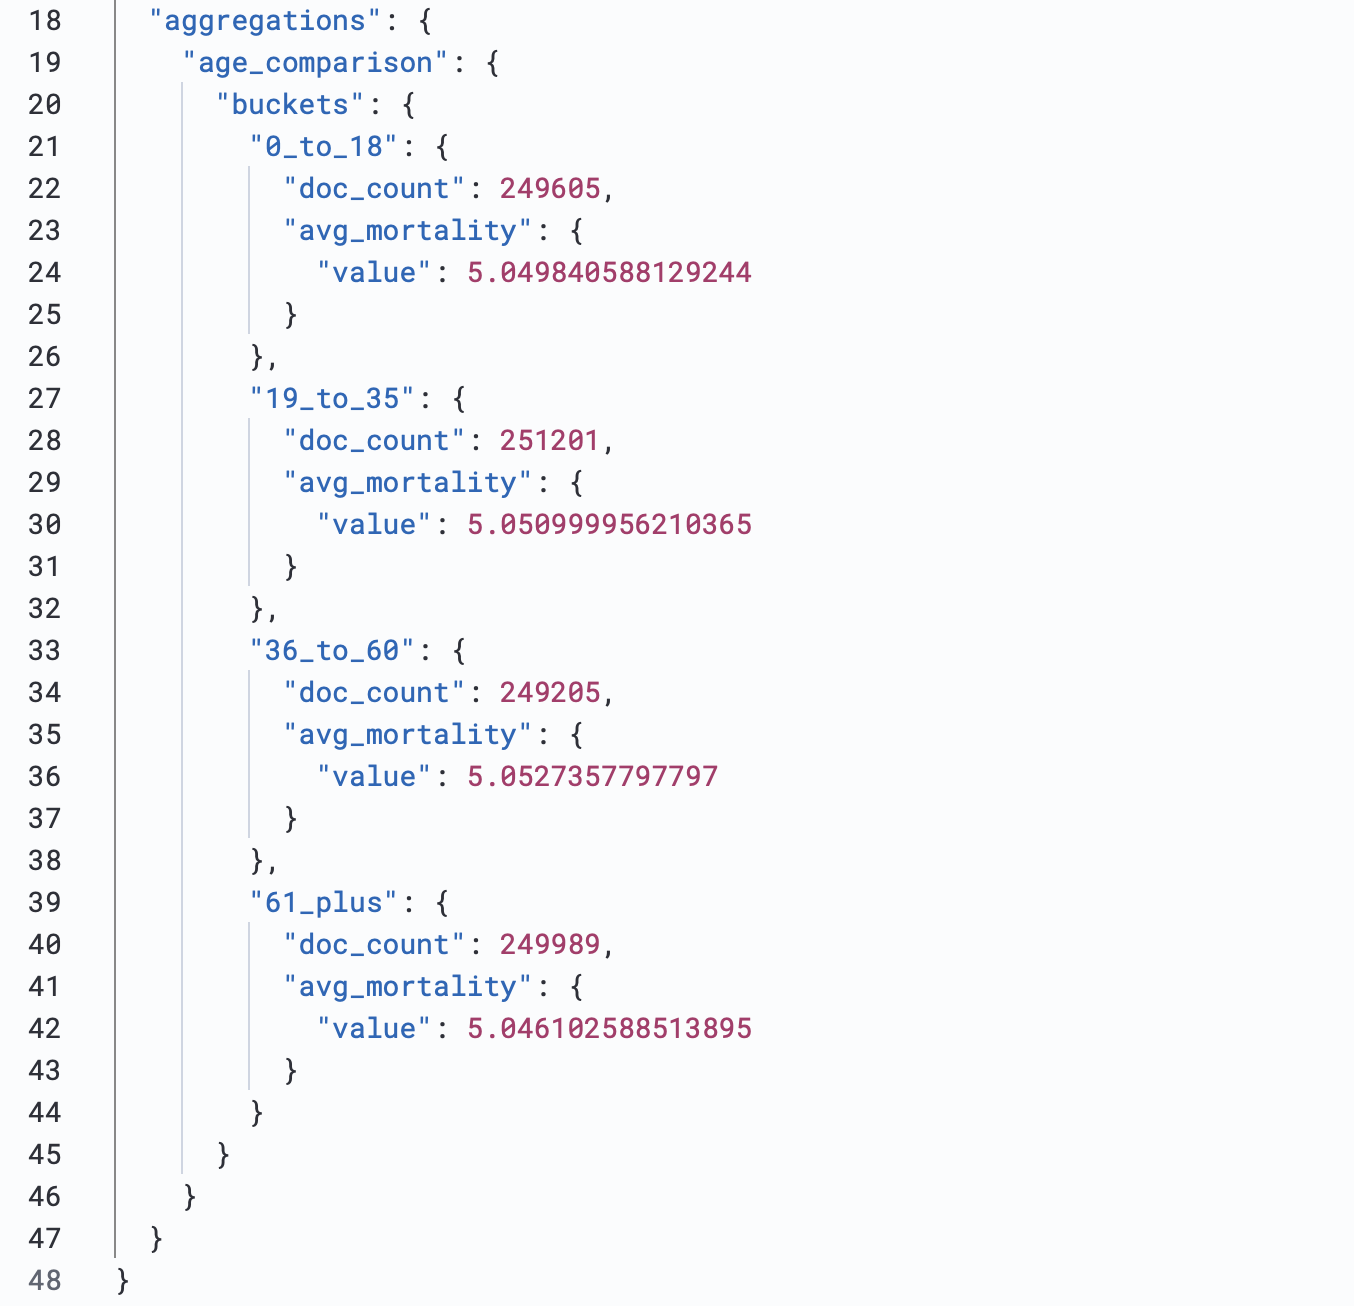 18 "aggregations": {
19 "age_comparison": {
20 "buckets": {
21 "0_to_18": {
22 "doc_count": 249605,
23 "avg_mortality": {
24 "value": 5.049840588129244
25 }
26 },
27 "19_to_35": {
28 "doc_count": 251201,
29 "avg_mortality": {
30 "value": 5.050999956210365
31 }
32 },
33 "36_to_60": {
34 "doc_count": 249205,
35 "avg_mortality": {
36 "value": 5.0527357797797
37 }
38 },
39 "61_plus": {
40 "doc_count": 249989,
41 "avg_mortality": {
42 "value": 5.046102588513895
43 }
44 }
45 }
46 }
47 }
48 }